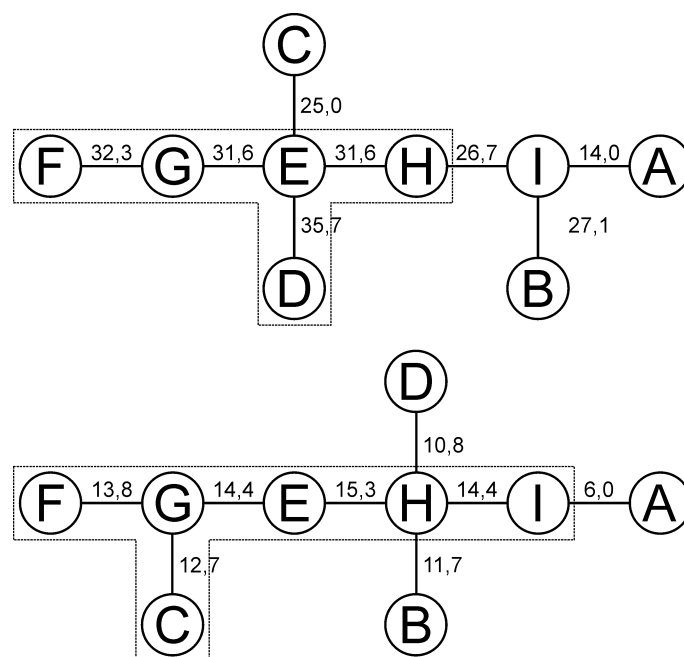 C
25,0
F 32,3 G 31,6 E 31,6 H 26,7 I 14,0 A
35,7 27,1
D B
D
10,8
F 13,8 G 14,4 E 15,3 H 14,4 I 6,0 A
12,7 11,7
C B